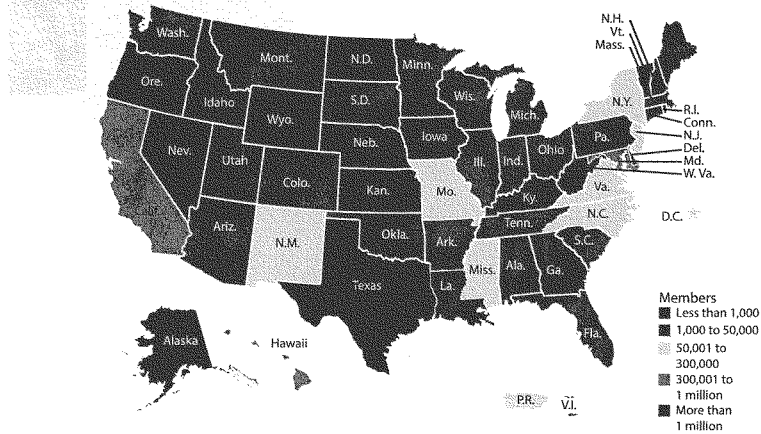 N.H.
Vt.
Mass.
Wash.
Mont.
N.D.
Minn.
Ore.
Idaho
S.D.
Wis.
N.Y.
Wyo.
Mich.
R.I.
Conn.
N.J.
Del.
Md.
W. Va.
Nev.
Utah
Colo.
Neb.
Iowa
Ill.
Ind.
Ohio
Pa.
Calif.
Kan.
Mo.
Ky.
Va.
Ariz.
N.M.
Okla.
Ark.
Tenn.
N.C.
D.C.
S.C.
Texas
La.
Miss.
Ala.
Ga.
Fla.
Alaska
Hawaii
P.R.
V.I.
Members
Less than 1,000
1,000 to 50,000
50,001 to
300,000
300,001 to
1 million
More than
1 million